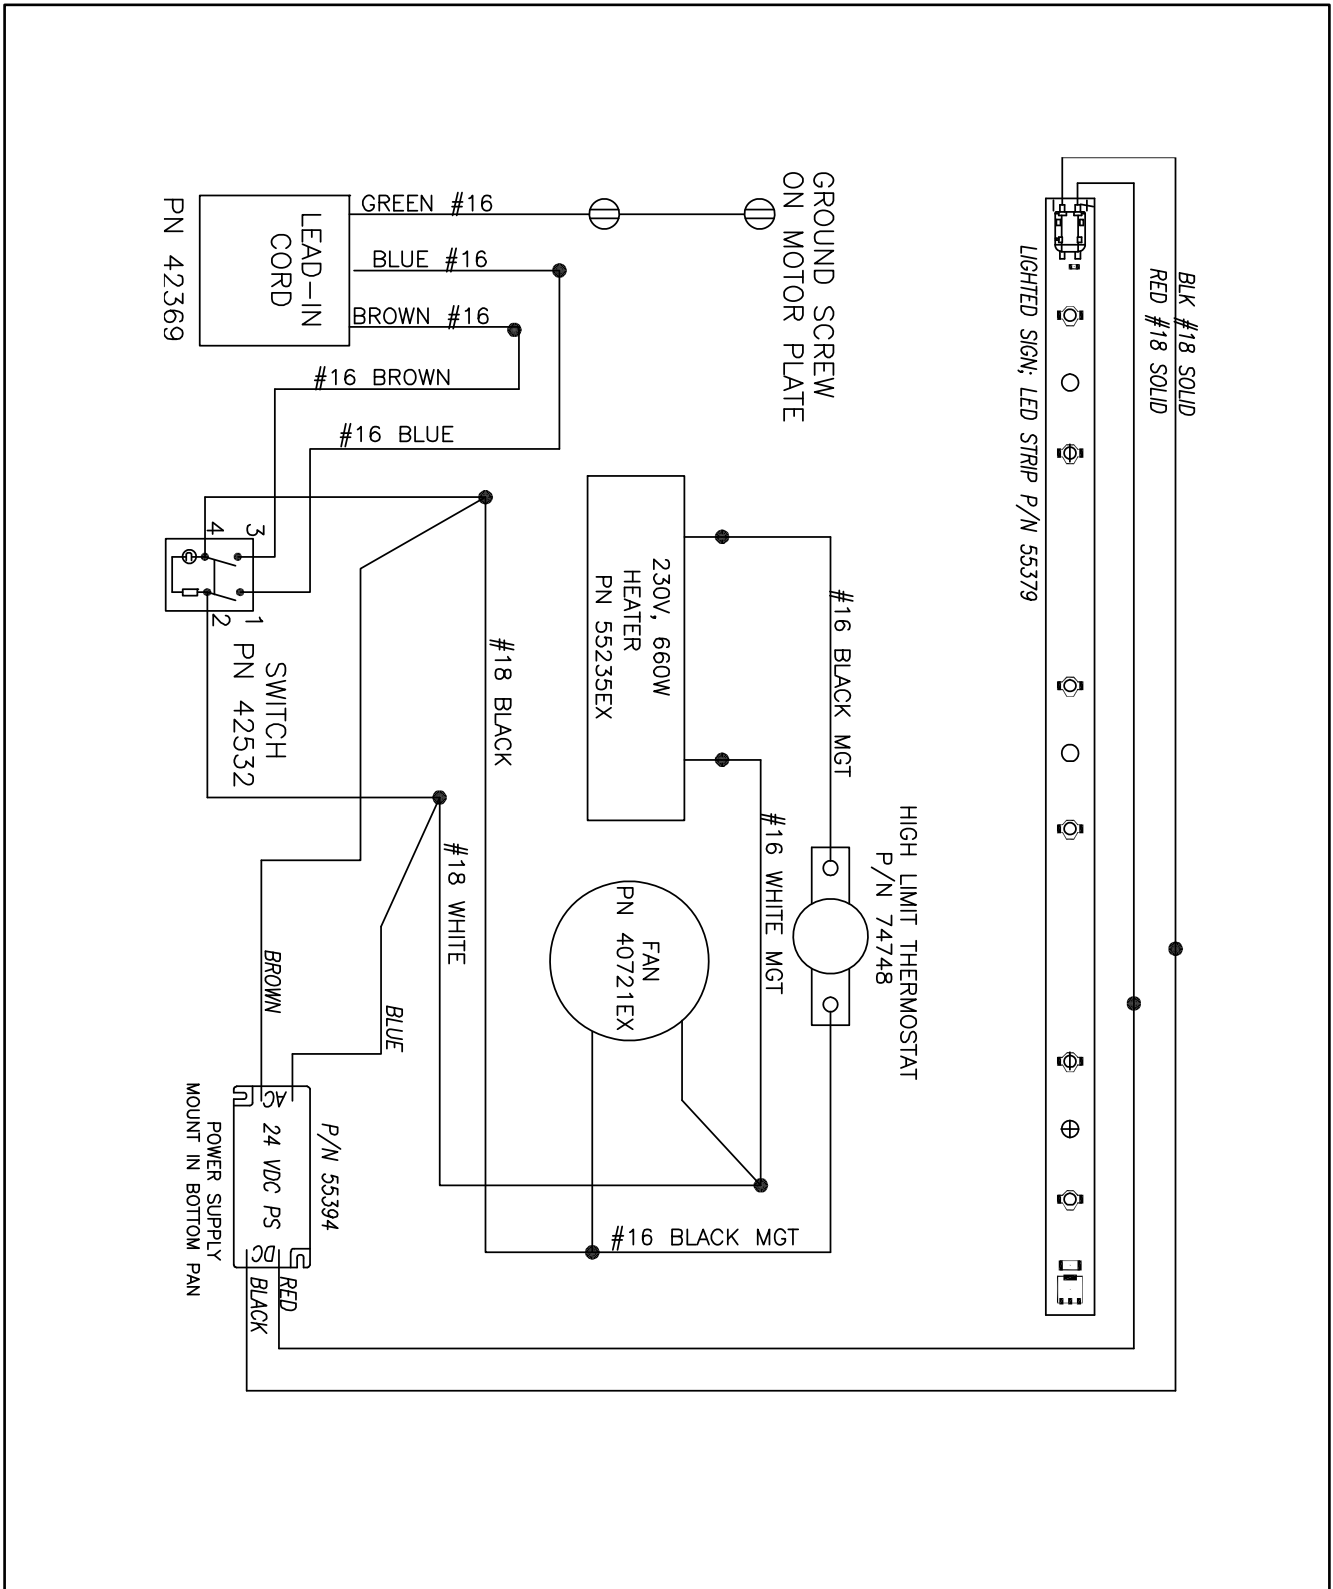 GROUND SCREW
ON MOTOR PLATE
GREEN #16
BLUE #16
BROWN #16
LEAD-IN
CORD
PN 42369
#16 BROWN
#16 BLUE
BLK #18 SOLID
RED #18 SOLID
LIGHTED SIGN; LED STRIP P/N 55379
3
4
1
2
SWITCH
PN 42532
#18 BLACK
230V, 660W
HEATER
PN 55235EX
#16 BLACK MGT
#16 WHITE MGT
HIGH LIMIT THERMOSTAT
P/N 74748
#18 WHITE
FAN
PN 40721EX
BROWN
BLUE
#16 BLACK MGT
P/N 55394
AC
24 VDC PS
DC
POWER SUPPLY
MOUNT IN BOTTOM PAN
RED
BLACK